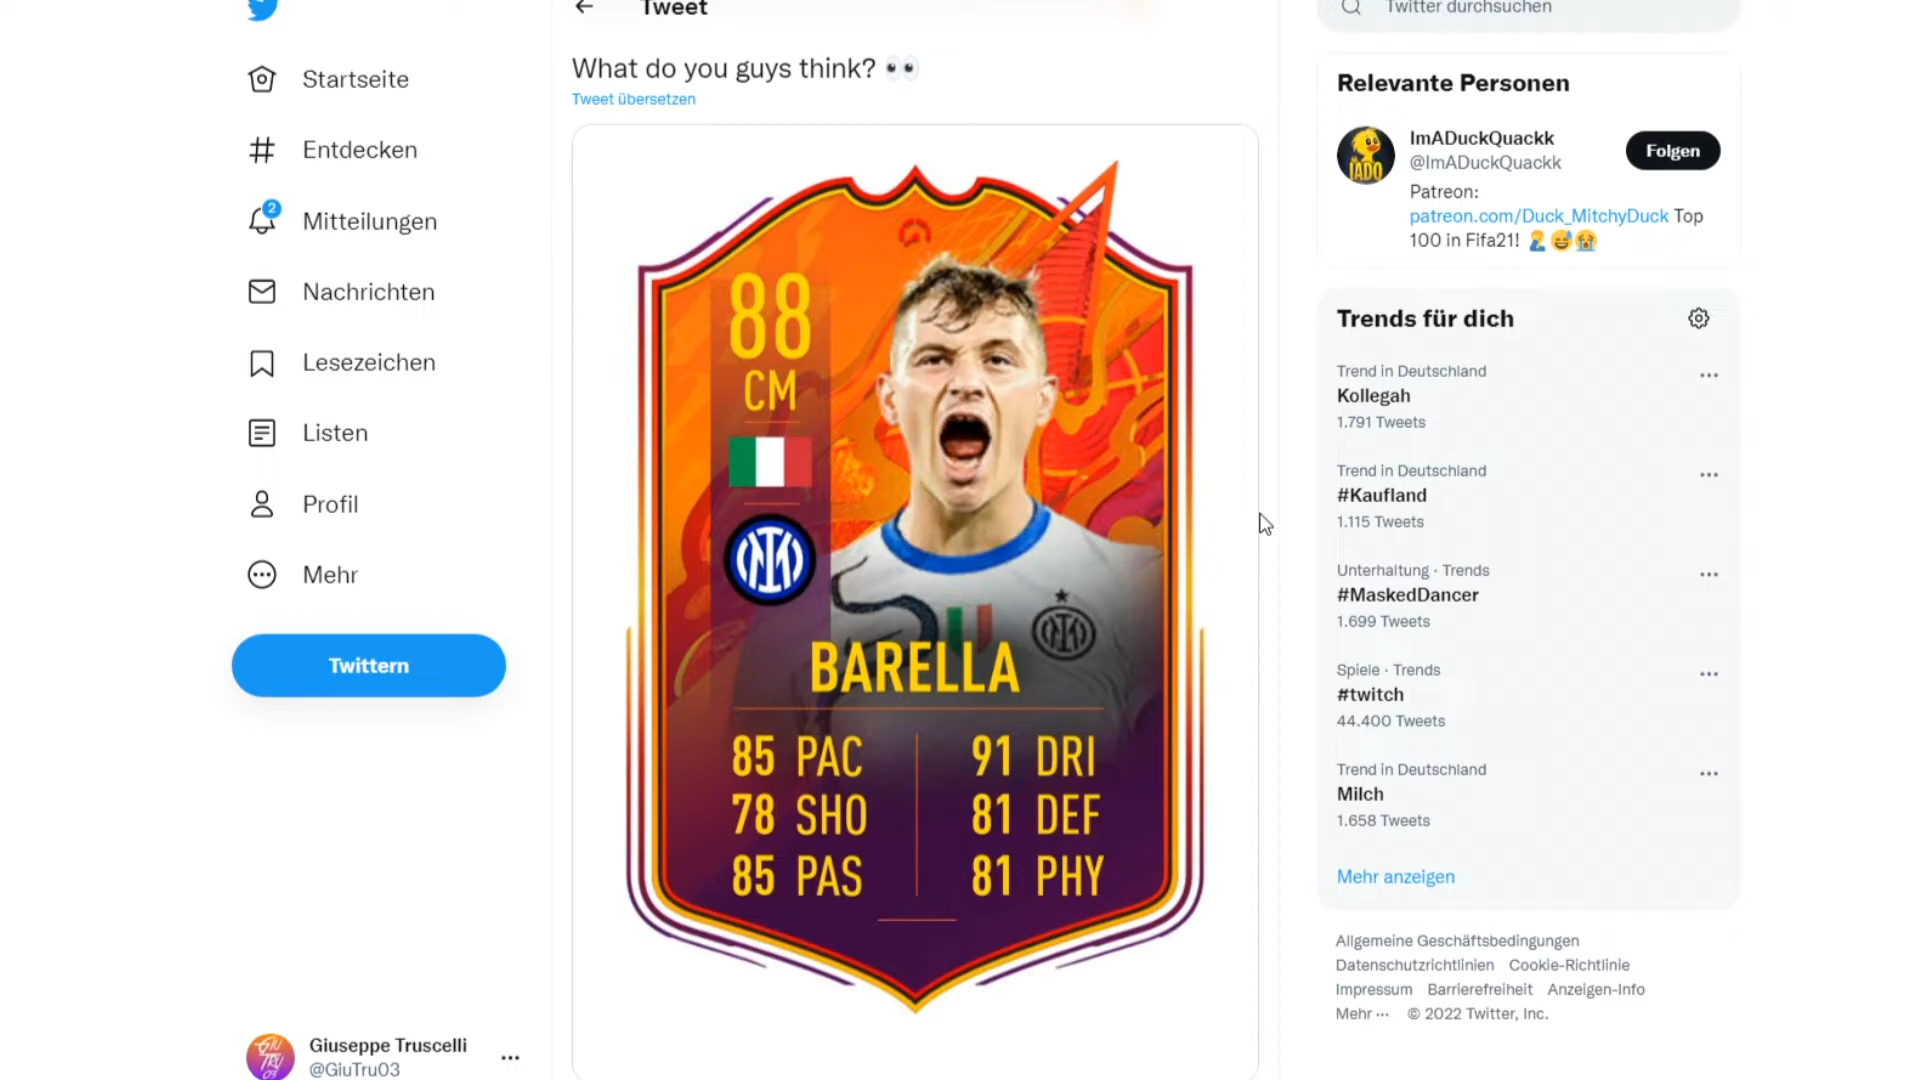 Startseite
Entdecken
2
Mitteilungen
Nachrichten
Lesezeichen
Listen
Profil
Mehr
Twittern
Giuseppe Truscelli
@GiuTru03
Tweet
What do you guys think? 👀
Tweet übersetzen
88
CM
BARELLA
85 PAC
78 SHO
85 PAS
91 DRI
81 DEF
81 PHY
Twitter durchsuchen
Relevante Personen
IADO
ImADuckQuackk
@ImADuckQuackk
Folgen
Patreon:
patreon.com/Duck_MitchyDuck Top
100 in Fifa21! 🤦‍♂️😅😭
Trends für dich
Trend in Deutschland
Kollegah
1.791 Tweets
Trend in Deutschland
#Kaufland
1.115 Tweets
Unterhaltung · Trends
#MaskedDancer
1.699 Tweets
Spiele · Trends
#twitch
44.400 Tweets
Trend in Deutschland
Milch
1.658 Tweets
Mehr anzeigen
Allgemeine Geschäftsbedingungen
Datenschutzrichtlinien Cookie-Richtlinie
Impressum Barrierefreiheit Anzeigen-Info
Mehr ··· © 2022 Twitter, Inc.